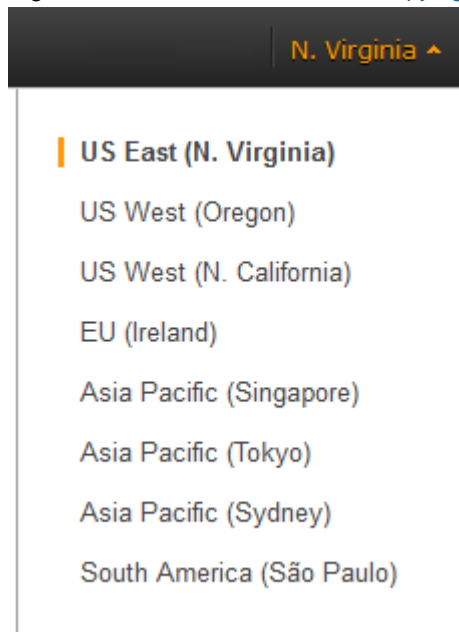 N. Virginia
US East (N. Virginia)
US West (Oregon)
US West (N. California)
EU (Ireland)
Asia Pacific (Singapore)
Asia Pacific (Tokyo)
Asia Pacific (Sydney)
South America (São Paulo)